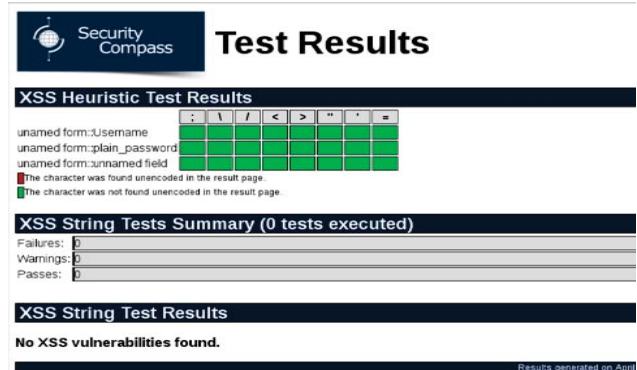 Security
Compass
Test Results
XSS Heuristic Test Results
; \ / < > " ' =
unamed form::Username
unamed form::plain_password
unamed form::unnamed field
The character was found unencoded in the result page.
The character was not found unencoded in the result page.
XSS String Tests Summary (0 tests executed)
Failures: 0
Warnings: 0
Passes: 0
XSS String Test Results
No XSS vulnerabilities found.
Results generated on April